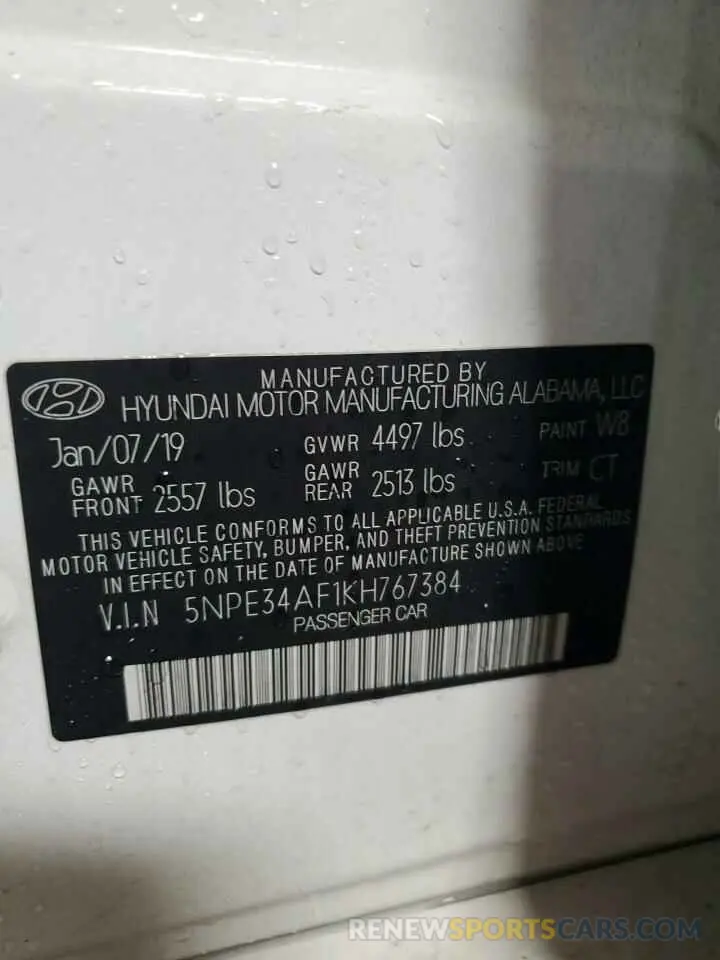 MANUFACTURED BY
HYUNDAI MOTOR MANUFACTURING ALABAMA, LLC
Jan/07/19 GVWR 4497 lbs PAINT W8
GAWR FRONT 2557 lbs GAWR REAR 2513 lbs TRIM CT
THIS VEHICLE CONFORMS TO ALL APPLICABLE U.S.A. FEDERAL
MOTOR VEHICLE SAFETY, BUMPER, AND THEFT PREVENTION STANDARDS
IN EFFECT ON THE DATE OF MANUFACTURE SHOWN ABOVE
V.I.N 5NPE34AF1KH767384
PASSENGER CAR
RENEWSPORTSCARS.COM